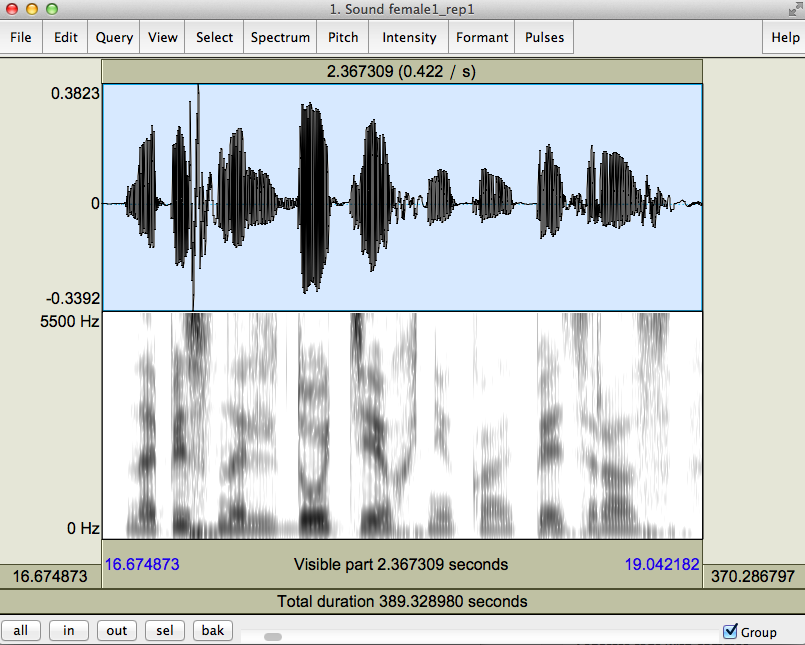 1. Sound female1_rep1
File Edit Query View Select Spectrum Pitch Intensity Formant Pulses Help
2.367309 (0.422 / s)
0.3823
0
-0.3392
5500 Hz
0 Hz
16.674873 Visible part 2.367309 seconds 19.042182
16.674873 370.286797
Total duration 389.328980 seconds
all in out sel bak Group